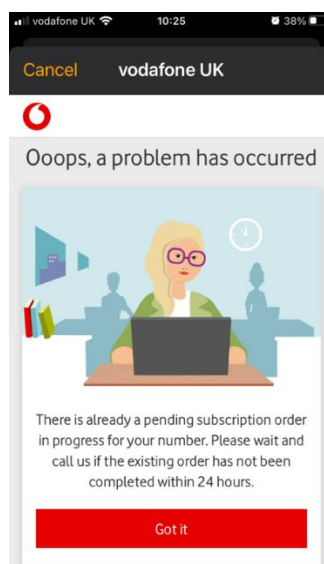 vodafone UK 10:25 38%
Cancel vodafone UK
Ooops, a problem has occurred
There is already a pending subscription order
in progress for your number. Please wait and
call us if the existing order has not been
completed within 24 hours.
Got it